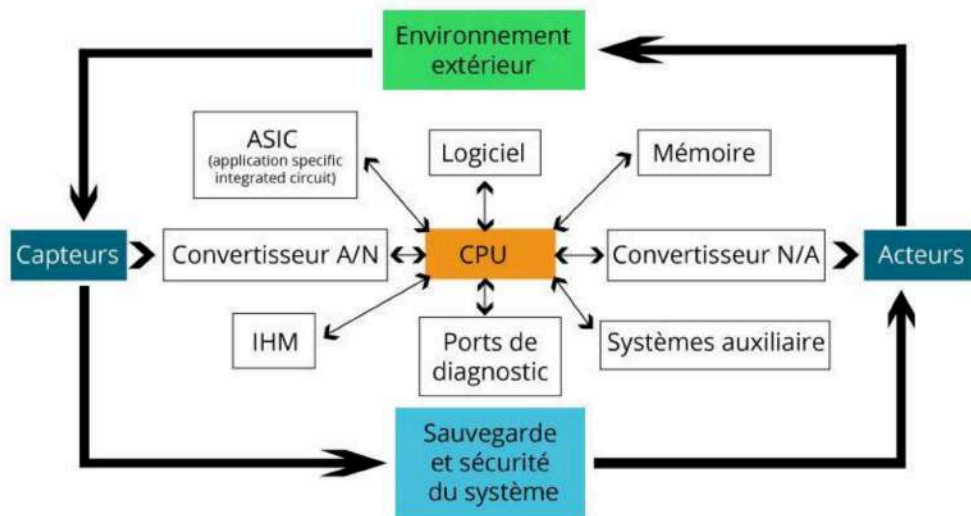 Environnement
extérieur
ASIC
(application specific
integrated circuit)
Logiciel
Mémoire
Capteurs
Convertisseur A/N
CPU
Convertisseur N/A
Acteurs
IHM
Ports de
diagnostic
Systèmes auxiliaire
Sauvegarde
et sécurité
du système